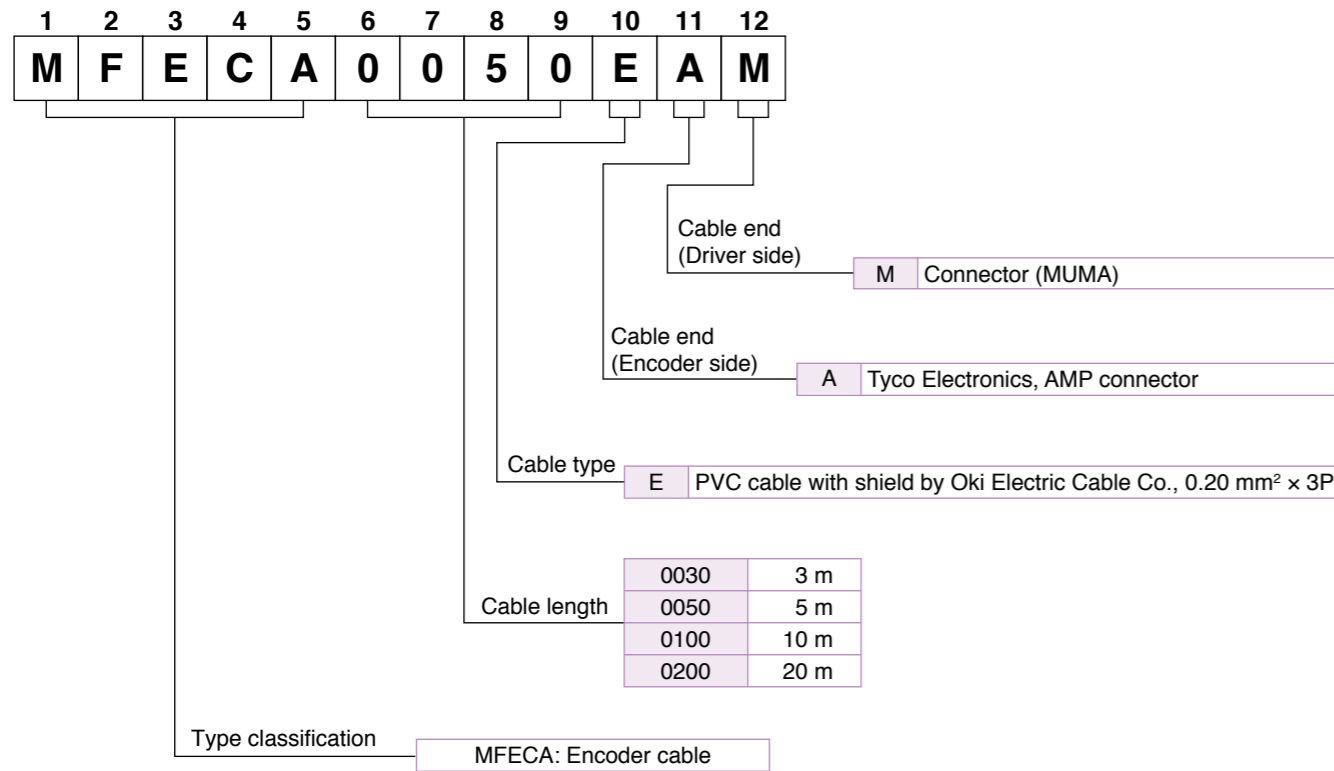 1 2 3 4 5 6 7 8 9 10 11 12
M F E C A 0 0 5 0 E A M
Cable end
(Driver side)
M Connector (MUMA)
Cable end
(Encoder side)
A Tyco Electronics, AMP connector
Cable type
E PVC cable with shield by Oki Electric Cable Co., 0.20 mm² × 3P
Cable length
0030 3 m
0050 5 m
0100 10 m
0200 20 m
Type classification
MFECA: Encoder cable